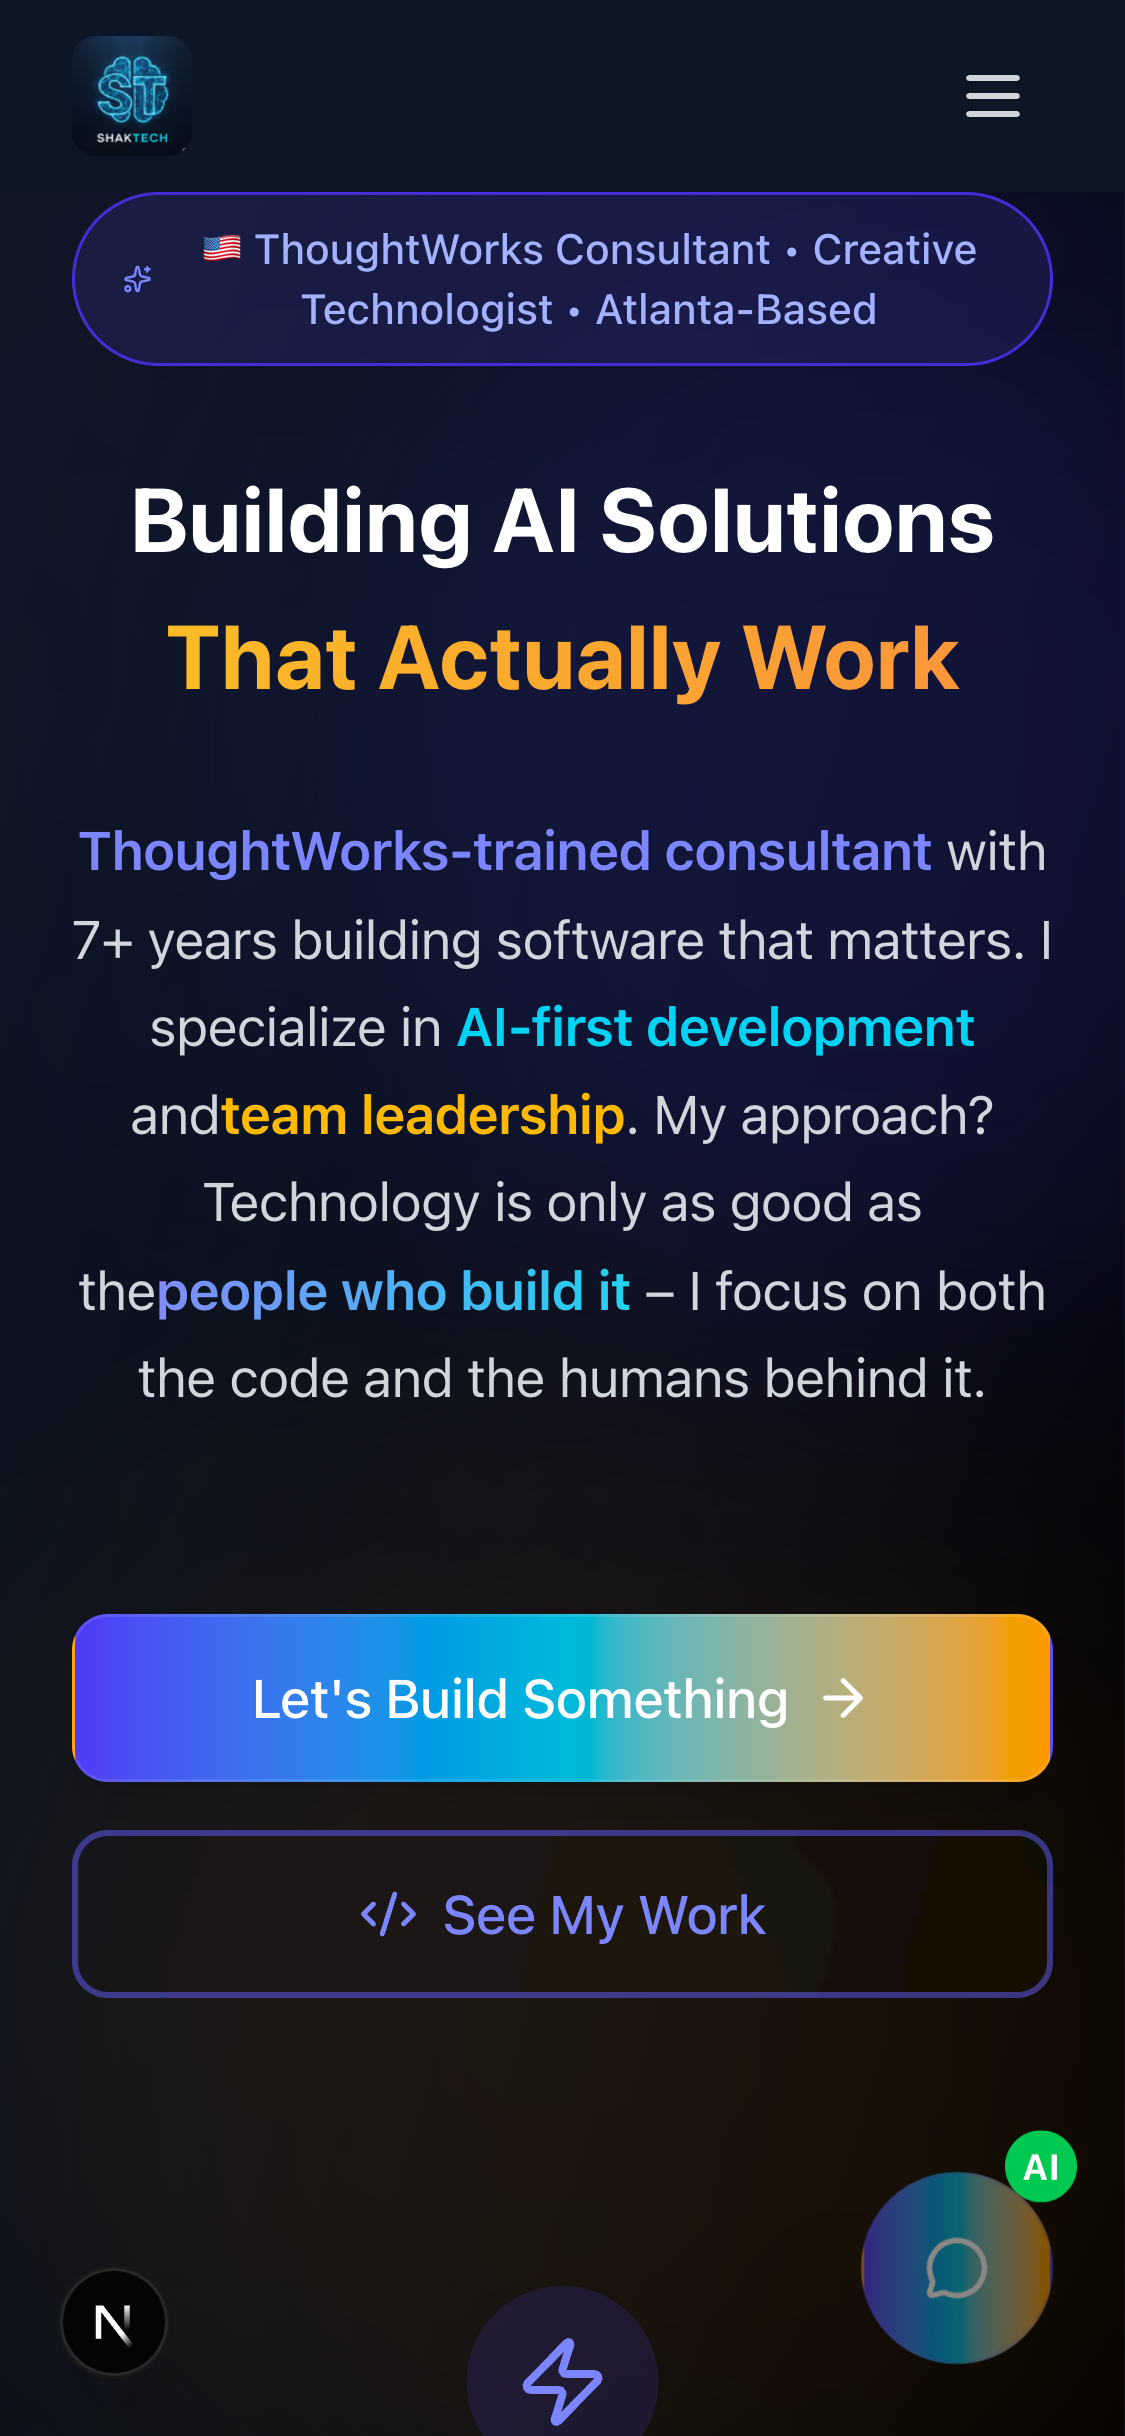 ST
SHAKTECH
🇺🇸 ThoughtWorks Consultant • Creative
Technologist • Atlanta-Based
Building AI Solutions
That Actually Work
ThoughtWorks-trained consultant with
7+ years building software that matters. I
specialize in AI-first development
andteam leadership. My approach?
Technology is only as good as
thepeople who build it – I focus on both
the code and the humans behind it.
Let's Build Something →
</> See My Work
AI
N